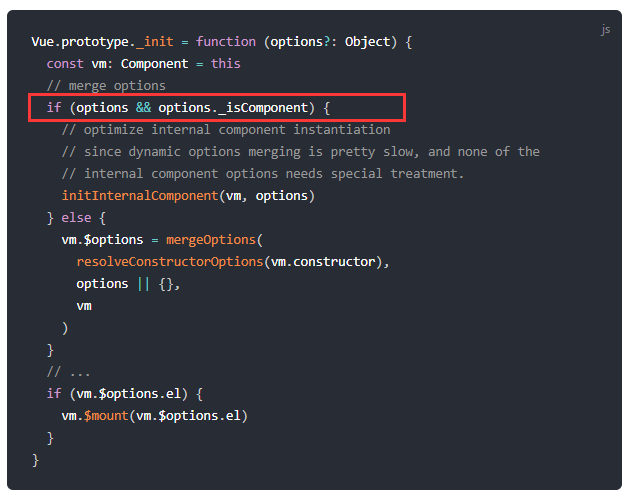 js
Vue.prototype._init = function (options?: Object) {
  const vm: Component = this
  // merge options
  if (options && options._isComponent) {
    // optimize internal component instantiation
    // since dynamic options merging is pretty slow, and none of the
    // internal component options needs special treatment.
    initInternalComponent(vm, options)
  } else {
    vm.$options = mergeOptions(
      resolveConstructorOptions(vm.constructor),
      options || {},
      vm
    )
  }
  // ...
  if (vm.$options.el) {
    vm.$mount(vm.$options.el)
  }
}